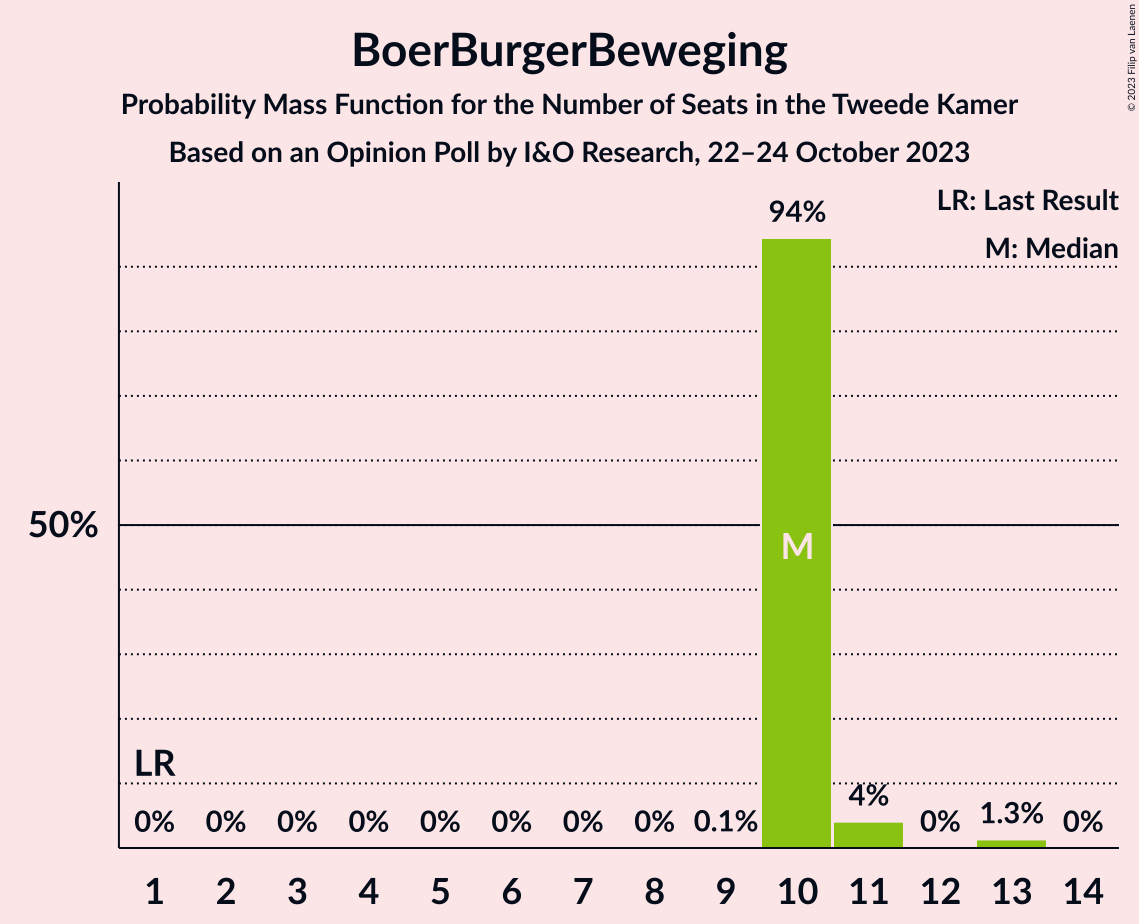 BoerBurgerBeweging
Probability Mass Function for the Number of Seats in the Tweede Kamer
Based on an Opinion Poll by I&O Research, 22–24 October 2023
© 2023 Filip van Laenen
LR: Last Result
M: Median
94%
50%
M
LR
0% 0% 0% 0% 0% 0% 0% 0% 0.1% 4% 0% 1.3% 0%
1 2 3 4 5 6 7 8 9 10 11 12 13 14